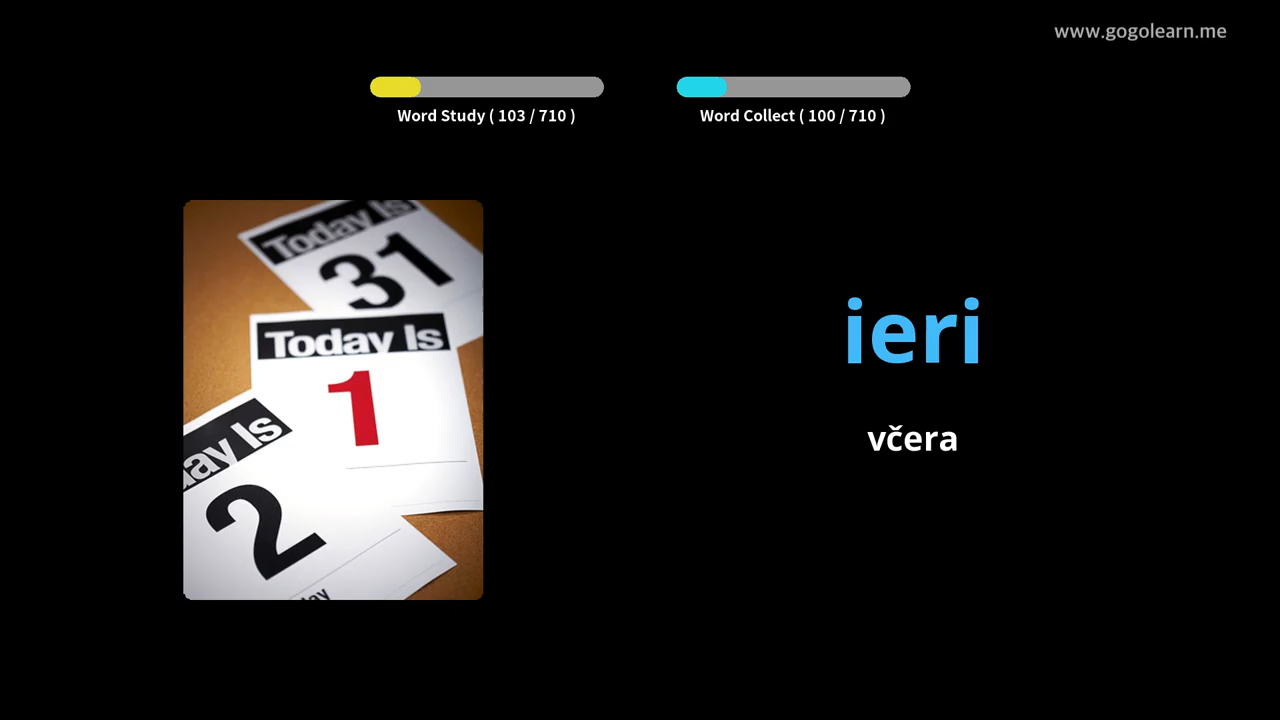 www.gogolearn.me
Word Study ( 103 / 710 )
Word Collect ( 100 / 710 )
Today Is
31
Today Is
1
day Is
2
ieri
včera